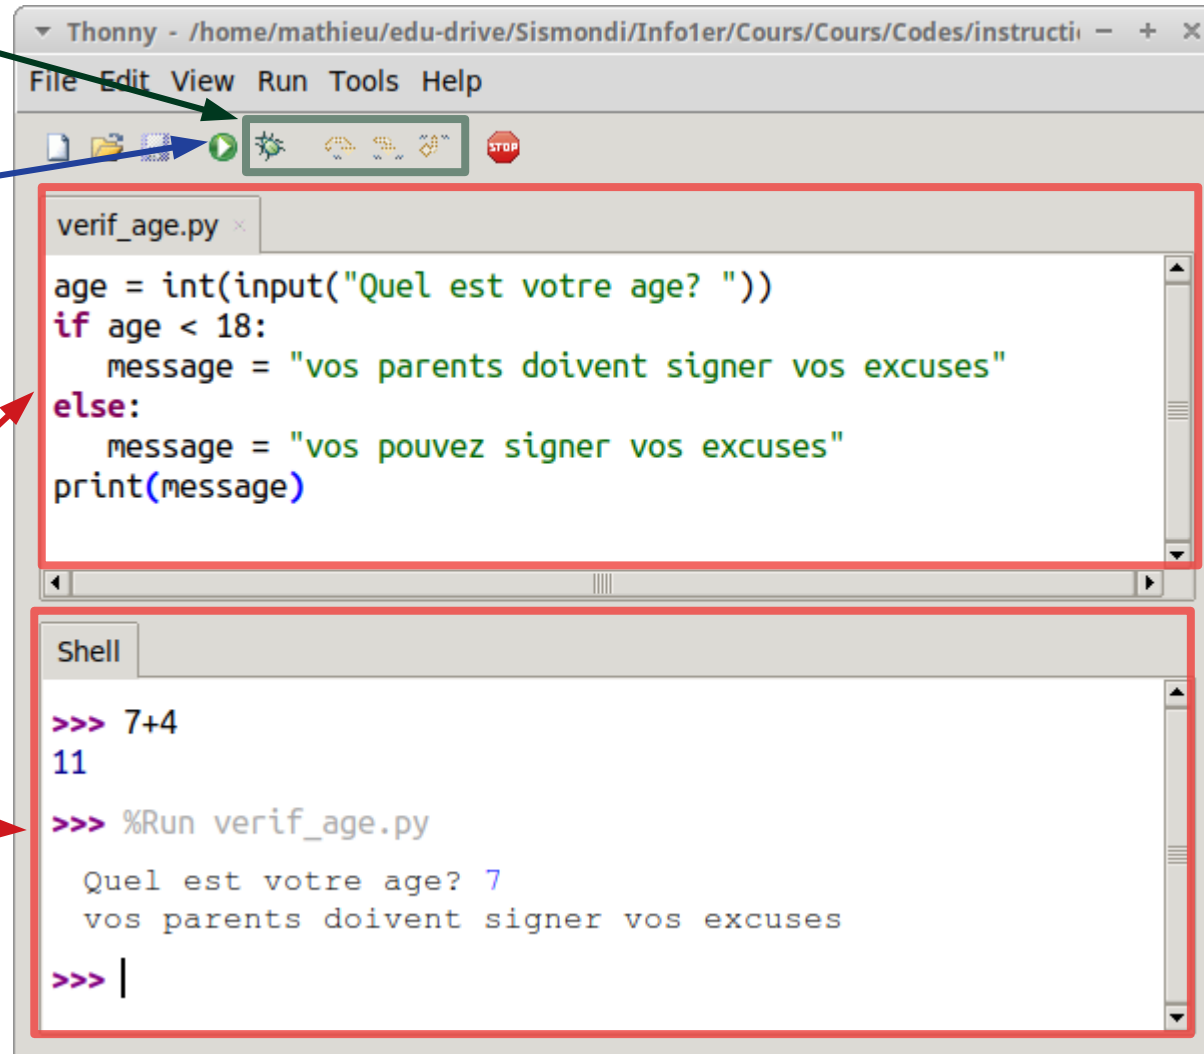 Thonny - /home/mathieu/edu-drive/Sismondi/Info1er/Cours/Cours/Codes/instructi
File Edit View Run Tools Help
STOP
verif_age.py
age = int(input("Quel est votre age? "))
if age < 18:
   message = "vos parents doivent signer vos excuses"
else:
   message = "vos pouvez signer vos excuses"
print(message)
Shell
>>> 7+4
11
>>> %Run verif_age.py
Quel est votre age? 7
vos parents doivent signer vos excuses
>>>